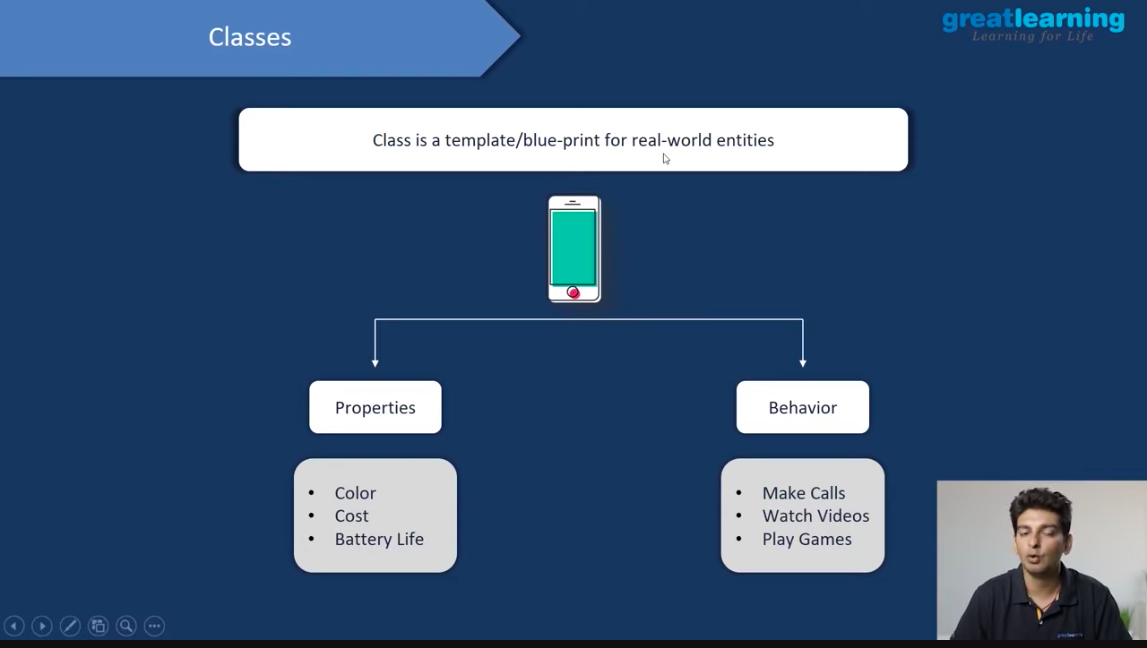 Classes
greatlearning
Learning for Life
Class is a template/blue-print for real-world entities
Properties
Behavior
• Color
• Cost
• Battery Life
• Make Calls
• Watch Videos
• Play Games
greatlearning